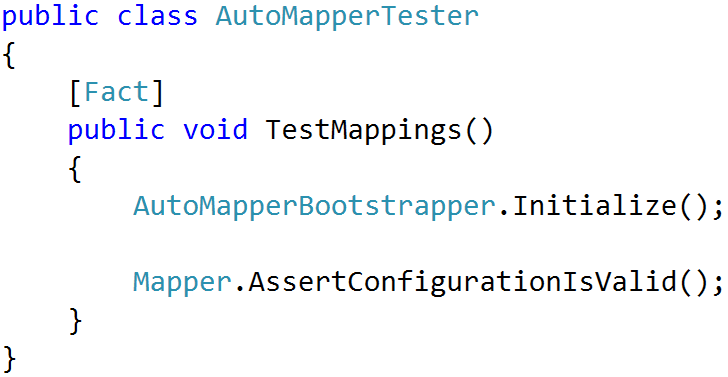 public class AutoMapperTester
{
    [Fact]
    public void TestMappings()
    {
        AutoMapperBootstrapper.Initialize();

        Mapper.AssertConfigurationIsValid();
    }
}